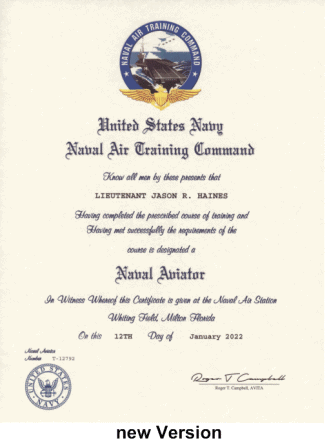 NAVAL AIR TRAINING COMMAND
United States Navy
Naval Air Training Command
Know all men by these presents that
LIEUTENANT JASON R. HAINES
Having completed the prescribed course of training and
Having met successfully the requirements of the
course is designated a
Naval Aviator
In Witness Whereof this Certificate is given at the Naval Air Station
Whiting Field, Milton Florida
On this 12TH Day of January 2022
Naval Aviator
Number T-12792
UNITED STATES NAVY
Roger T Campbell
Roger T. Campbell, AVITA
new Version